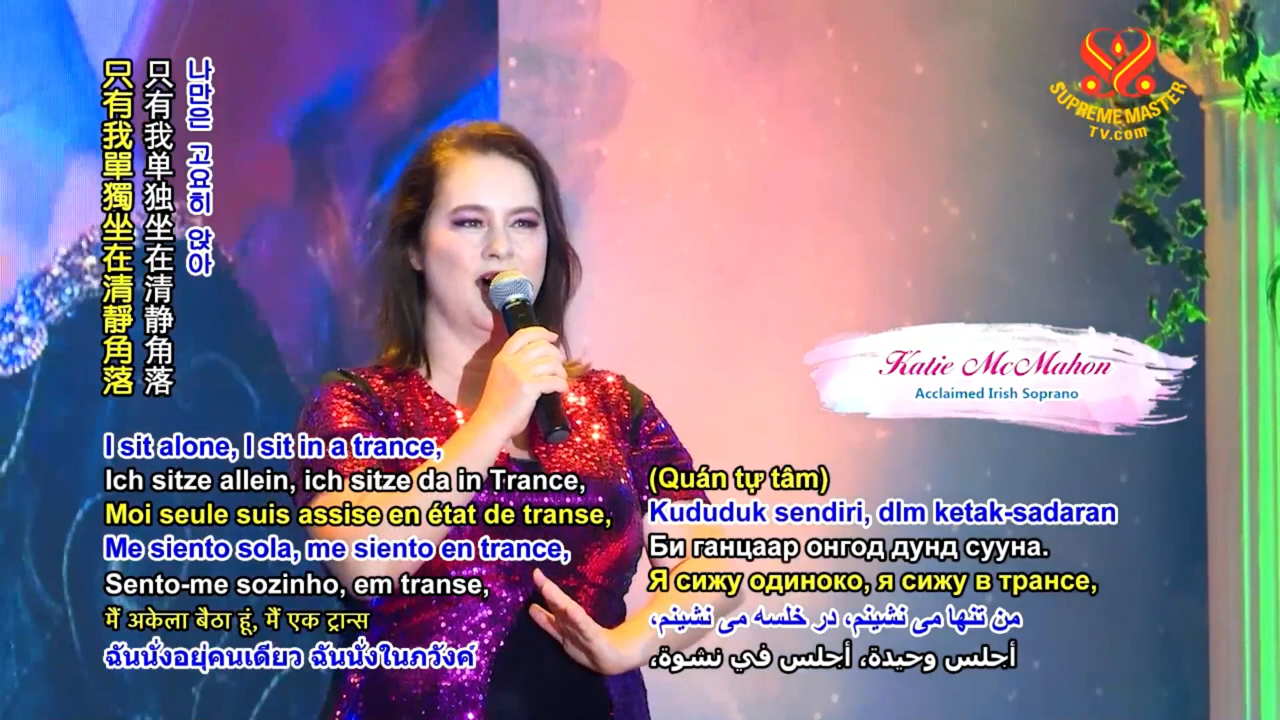 나만은 고요히 앉아
只有我单独坐在清静角落
只有我單獨坐在清靜角落
SUPREME MASTER
TV.com
Katie McMahon
Acclaimed Irish Soprano
I sit alone, I sit in a trance,
Ich sitze allein, ich sitze da in Trance,
Moi seule suis assise en état de transe,
Me siento sola, me siento en trance,
Sento-me sozinho, em transe,
मैं अकेला बैठा हूं, मैं एक ट्रान्स
ฉันนั่งอยู่คนเดียว ฉันนั่งในภวังค์
(Quán tự tâm)
Kududuk sendiri, dlm ketak-sadaran
Би ганцаар онгод дунд сууна.
Я сижу одиноко, я сижу в трансе,
من تنها می نشینم، در خلسه می نشینم،
أجلس وحيدة، أجلس في نشوة،